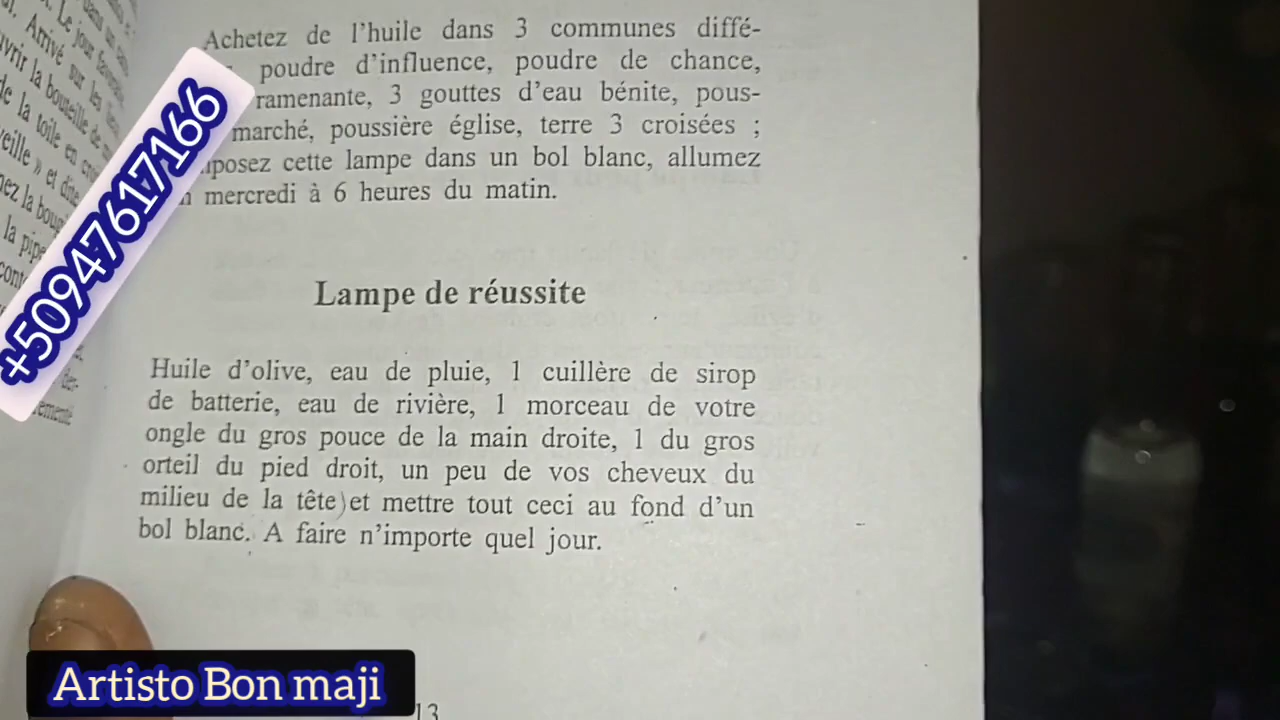 Achetez de l'huile dans 3 communes diffé-
poudre d'influence, poudre de chance,
ramenante, 3 gouttes d'eau bénite, pous-
marché, poussière église, terre 3 croisées ;
posez cette lampe dans un bol blanc, allumez
mercredi à 6 heures du matin.
Lampe de réussite
Huile d'olive, eau de pluie, 1 cuillère de sirop
de batterie, eau de rivière, 1 morceau de votre
ongle du gros pouce de la main droite, 1 du gros
orteil du pied droit, un peu de vos cheveux du
milieu de la tête) et mettre tout ceci au fond d'un
bol blanc. A faire n'importe quel jour.
13
+50947617166
Artisto Bon maji